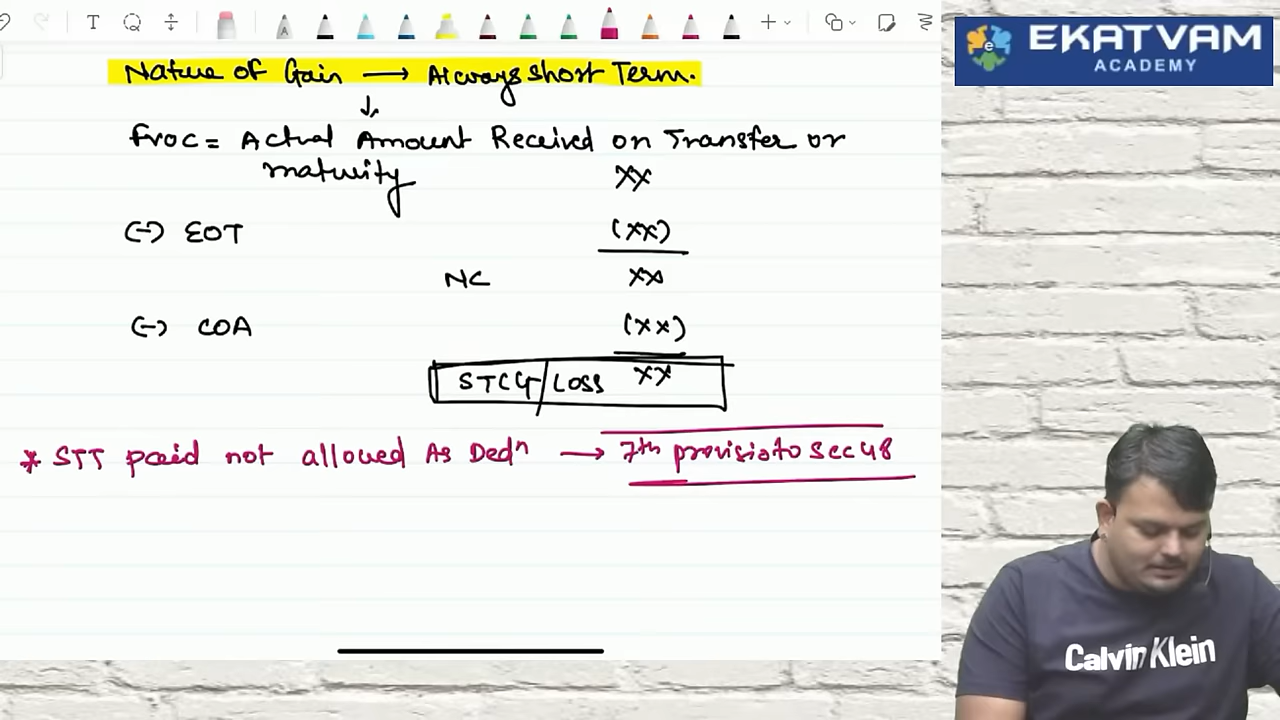 EKATVAM
ACADEMY
Nature of Gain → Always Short Term.
↓
FVOC = Actual Amount Received on Transfer or
maturity XX
(-) EOT (XX)
NC XX
(-) COA (XX)
STCG/LOSS XX
* STT paid not allowed As Dedn → 7th provisio to sec 48
Calvin Klein